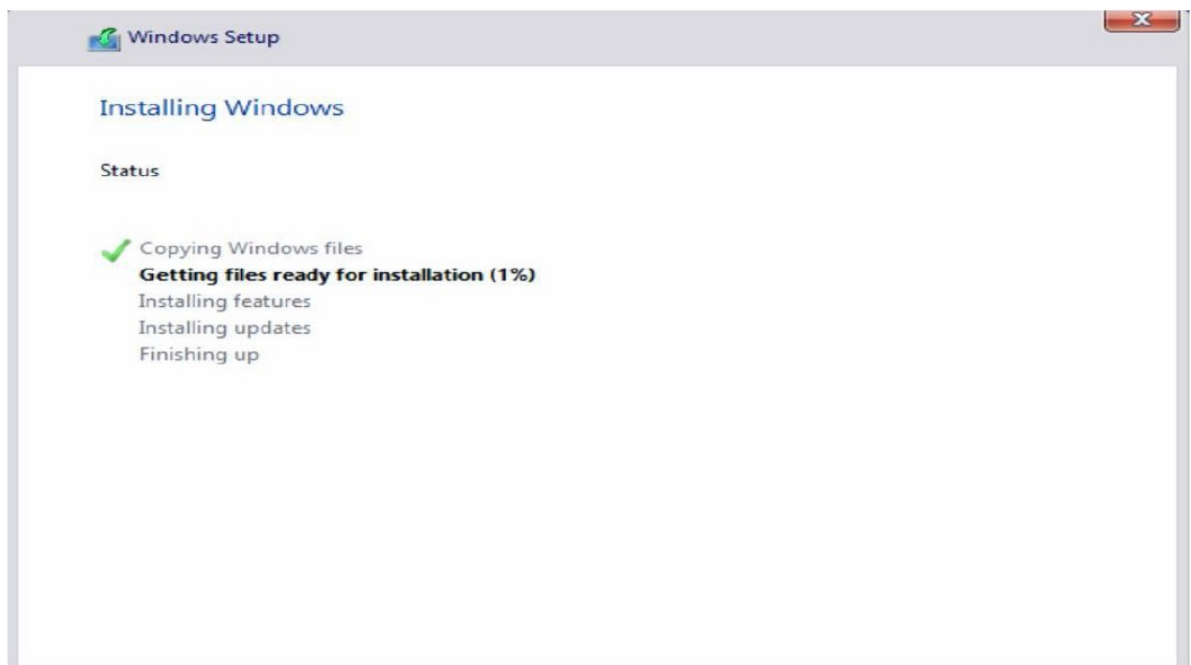 Windows Setup
Installing Windows
Status
Copying Windows files
Getting files ready for installation (1%)
Installing features
Installing updates
Finishing up